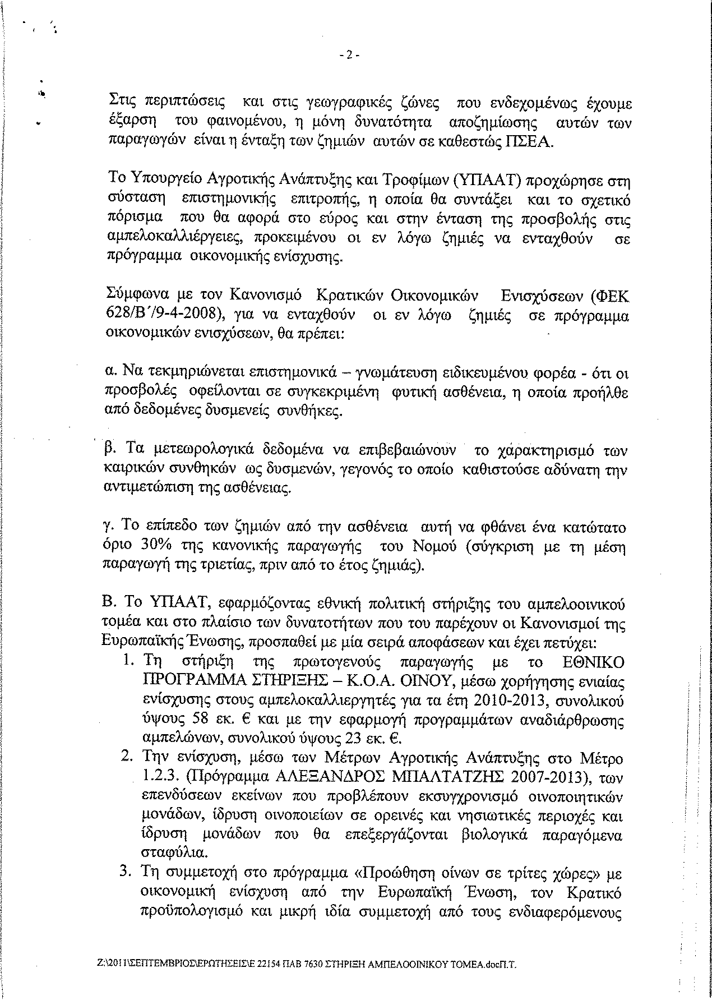 -2-
Στις περιπτώσεις και στις γεωγραφικές ζώνες που ενδεχομένως έχουμε
έξαρση του φαινομένου, η μόνη δυνατότητα αποζημίωσης αυτών των
παραγωγών είναι η ένταξη των ζημιών αυτών σε καθεστώς ΠΣΕΑ.
Το Υπουργείο Αγροτικής Ανάπτυξης και Τροφίμων (ΥΠΑΑΤ) προχώρησε στη
σύσταση επιστημονικής επιτροπής, η οποία θα συντάξει και το σχετικό
πόρισμα που θα αφορά στο εύρος και στην ένταση της προσβολής στις
αμπελοκαλλιέργειες, προκειμένου οι εν λόγω ζημιές να ενταχθούν σε
πρόγραμμα οικονομικής ενίσχυσης.
Σύμφωνα με τον Κανονισμό Κρατικών Οικονομικών Ενισχύσεων (ΦΕΚ
628/Β΄/9-4-2008), για να ενταχθούν οι εν λόγω ζημιές σε πρόγραμμα
οικονομικών ενισχύσεων, θα πρέπει:
α. Να τεκμηριώνεται επιστημονικά – γνωμάτευση ειδικευμένου φορέα - ότι οι
προσβολές οφείλονται σε συγκεκριμένη φυτική ασθένεια, η οποία προήλθε
από δεδομένες δυσμενείς συνθήκες.
β. Τα μετεωρολογικά δεδομένα να επιβεβαιώνουν το χαρακτηρισμό των
καιρικών συνθηκών ως δυσμενών, γεγονός το οποίο καθιστούσε αδύνατη την
αντιμετώπιση της ασθένειας.
γ. Το επίπεδο των ζημιών από την ασθένεια αυτή να φθάνει ένα κατώτατο
όριο 30% της κανονικής παραγωγής του Νομού (σύγκριση με τη μέση
παραγωγή της τριετίας, πριν από το έτος ζημιάς).
Β. Το ΥΠΑΑΤ, εφαρμόζοντας εθνική πολιτική στήριξης του αμπελοοινικού
τομέα και στο πλαίσιο των δυνατοτήτων που του παρέχουν οι Κανονισμοί της
Ευρωπαϊκής Ένωσης, προσπαθεί με μία σειρά αποφάσεων και έχει πετύχει:
1. Τη στήριξη της πρωτογενούς παραγωγής με το ΕΘΝΙΚΟ
ΠΡΟΓΡΑΜΜΑ ΣΤΗΡΙΞΗΣ – Κ.Ο.Α. ΟΙΝΟΥ, μέσω χορήγησης ενιαίας
ενίσχυσης στους αμπελοκαλλιεργητές για τα έτη 2010-2013, συνολικού
ύψους 58 εκ. € και με την εφαρμογή προγραμμάτων αναδιάρθρωσης
αμπελώνων, συνολικού ύψους 23 εκ. €.
2. Την ενίσχυση, μέσω των Μέτρων Αγροτικής Ανάπτυξης στο Μέτρο
1.2.3. (Πρόγραμμα ΑΛΕΞΑΝΔΡΟΣ ΜΠΑΛΤΑΤΖΗΣ 2007-2013), των
επενδύσεων εκείνων που προβλέπουν εκσυγχρονισμό οινοποιητικών
μονάδων, ίδρυση οινοποιείων σε ορεινές και νησιωτικές περιοχές και
ίδρυση μονάδων που θα επεξεργάζονται βιολογικά παραγόμενα
σταφύλια.
3. Τη συμμετοχή στο πρόγραμμα «Προώθηση οίνων σε τρίτες χώρες» με
οικονομική ενίσχυση από την Ευρωπαϊκή Ένωση, τον Κρατικό
προϋπολογισμό και μικρή ιδία συμμετοχή από τους ενδιαφερόμενους
Z:\2011\ΣΕΠΤΕΜΒΡΙΟΣ\ΕΡΩΤΗΣΕΙΣ\Ε 22154 ΠΑΒ 7630 ΣΤΗΡΙΞΗ ΑΜΠΕΛΟΟΙΝΙΚΟΥ ΤΟΜΕΑ.docΠ.Τ.